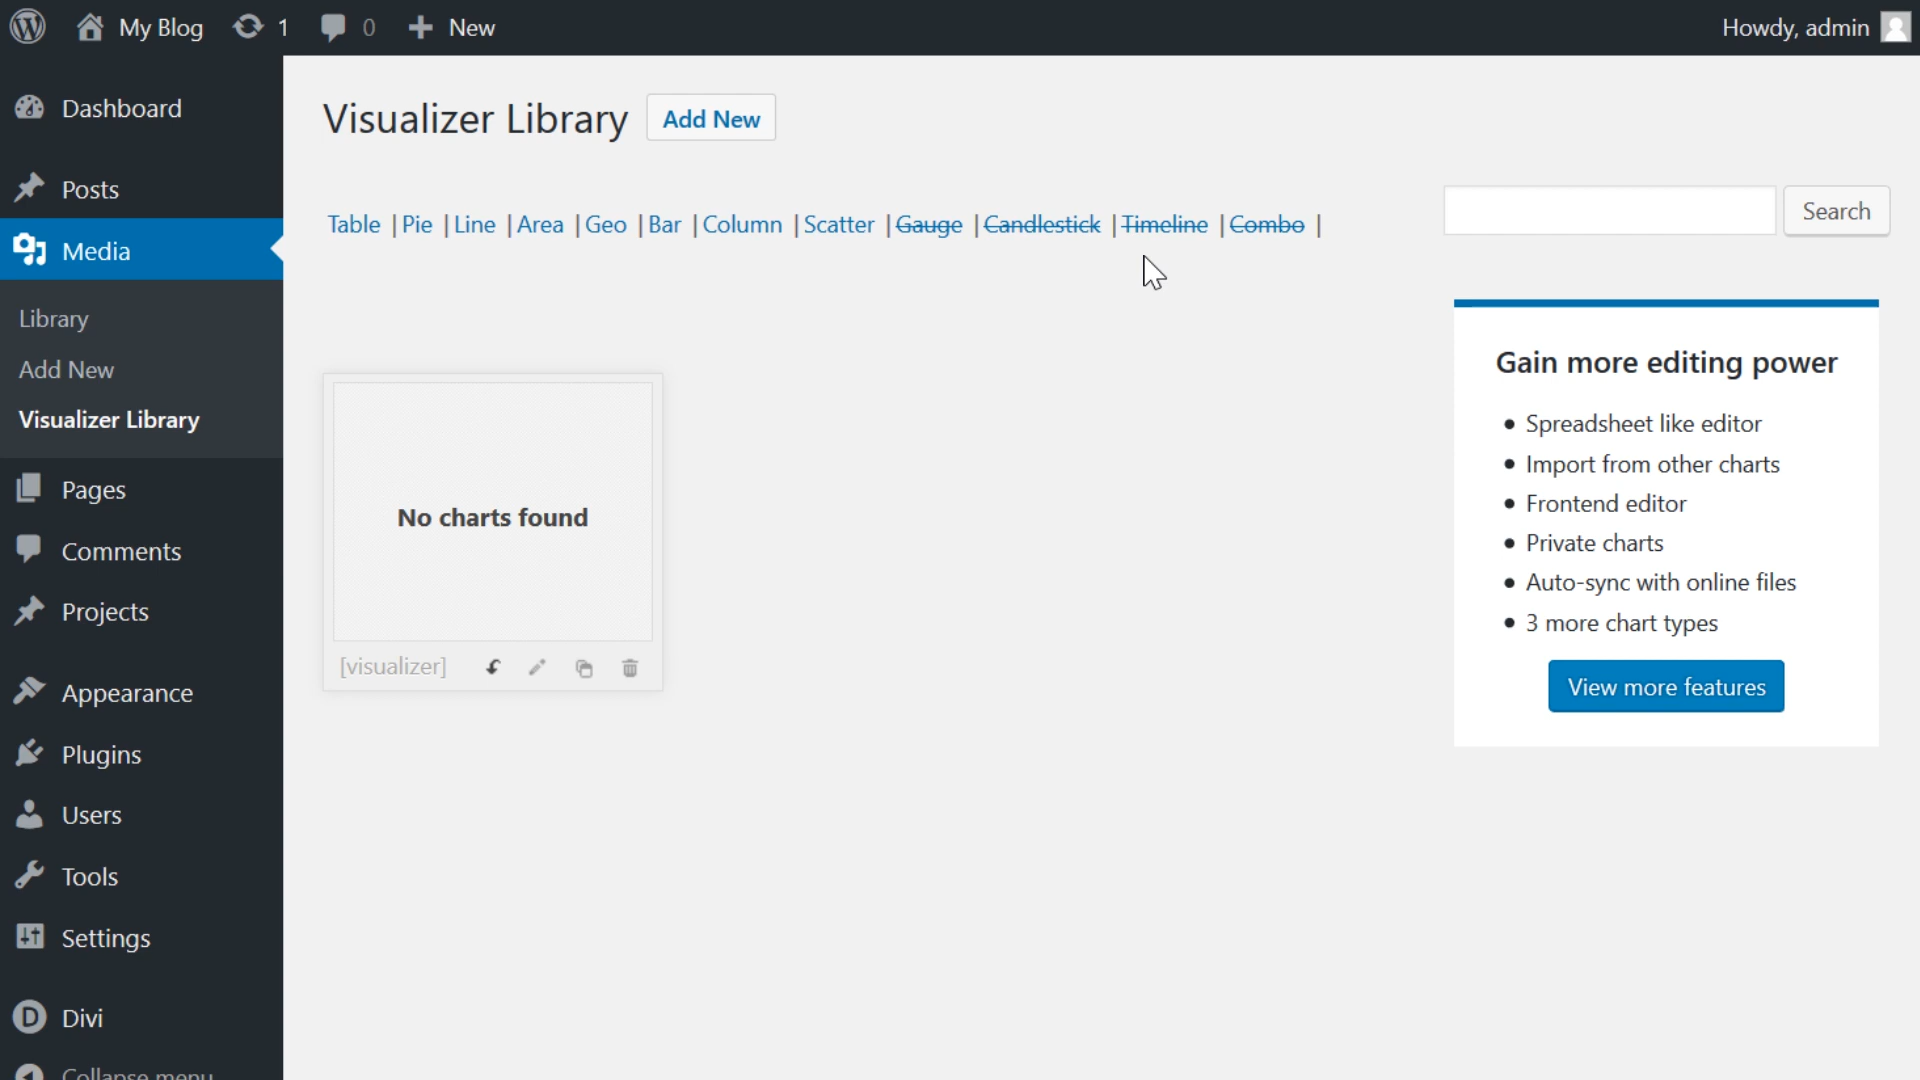 My Blog 1 0 New Howdy, admin
Dashboard
Posts
Media
Library
Add New
Visualizer Library
Pages
Comments
Projects
Appearance
Plugins
Users
Tools
Settings
D Divi
Collapse menu
Visualizer Library Add New
Table | Pie | Line | Area | Geo | Bar | Column | Scatter | Gauge | Candlestick | Timeline | Combo |
Search
No charts found
[visualizer]
Gain more editing power
• Spreadsheet like editor
• Import from other charts
• Frontend editor
• Private charts
• Auto-sync with online files
• 3 more chart types
View more features